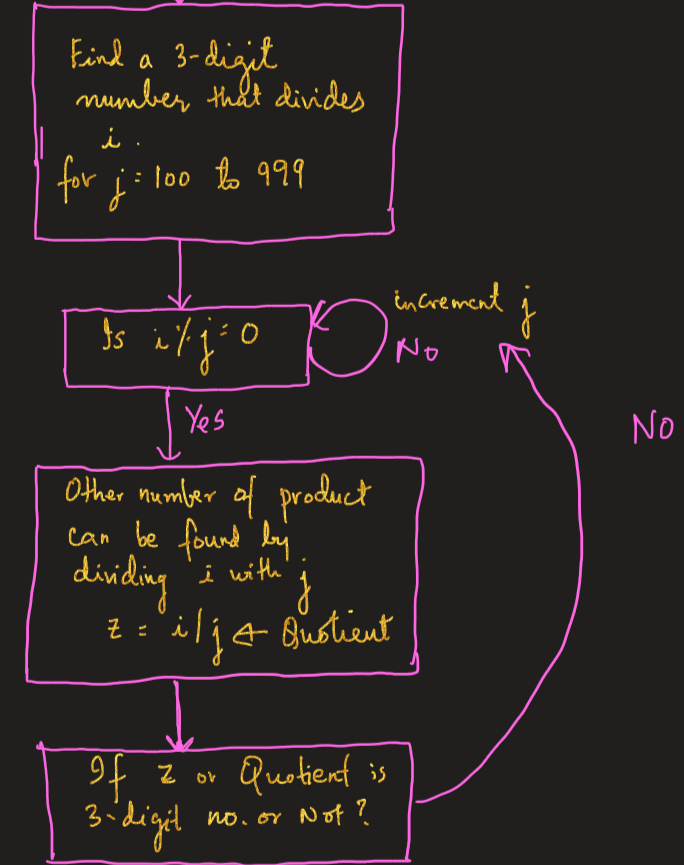 Find a 3-digit
number that divides
i.
for j = 100 to 999
increment j
Is i % j = 0
No
Yes
NO
Other number of product
can be found by
dividing i with j
z = i / j ← Quotient
If z or Quotient is
3-digit no. or Not?